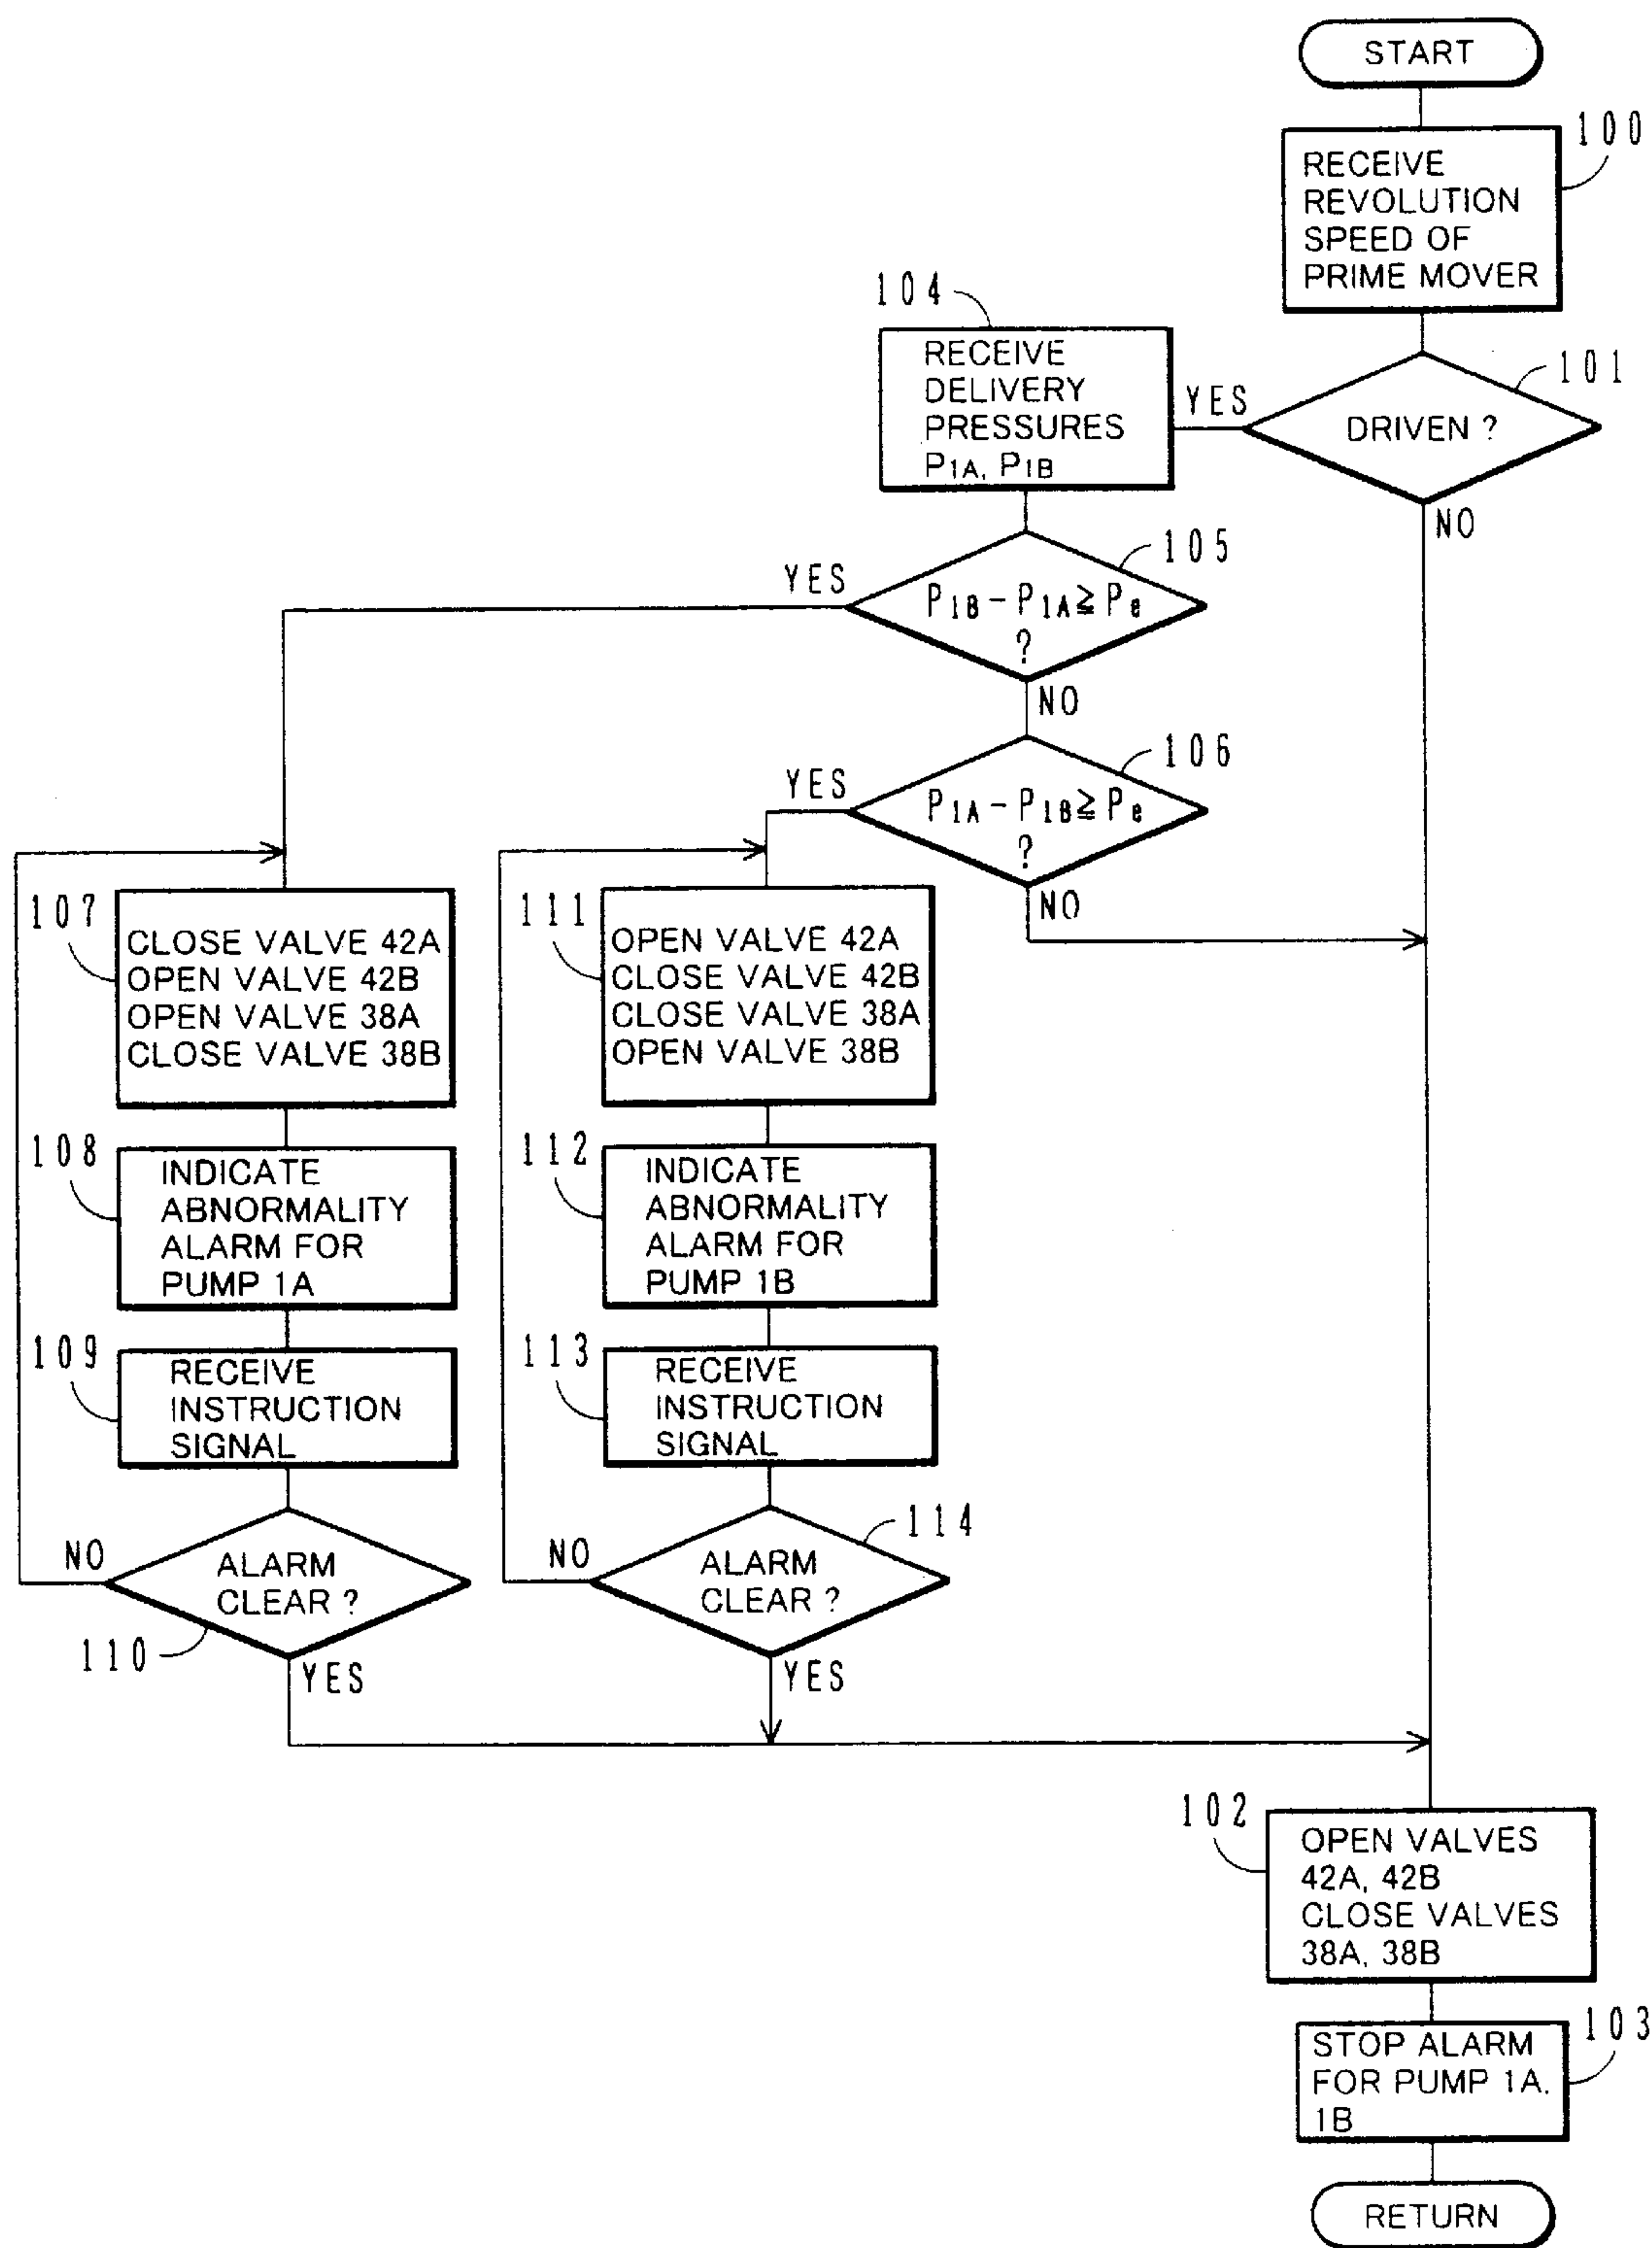 START
100
RECEIVE
REVOLUTION
SPEED OF
PRIME MOVER
101
DRIVEN ?
YES
NO
104
RECEIVE
DELIVERY
PRESSURES
P1A, P1B
105
P1B - P1A ≧ Pe
?
YES
NO
106
P1A - P1B ≧ Pe
?
YES
NO
107
CLOSE VALVE 42A
OPEN VALVE 42B
OPEN VALVE 38A
CLOSE VALVE 38B
108
INDICATE
ABNORMALITY
ALARM FOR
PUMP 1A
109
RECEIVE
INSTRUCTION
SIGNAL
110
ALARM
CLEAR ?
NO
YES
111
OPEN VALVE 42A
CLOSE VALVE 42B
CLOSE VALVE 38A
OPEN VALVE 38B
112
INDICATE
ABNORMALITY
ALARM FOR
PUMP 1B
113
RECEIVE
INSTRUCTION
SIGNAL
114
ALARM
CLEAR ?
NO
YES
102
OPEN VALVES
42A, 42B
CLOSE VALVES
38A, 38B
103
STOP ALARM
FOR PUMP 1A,
1B
RETURN